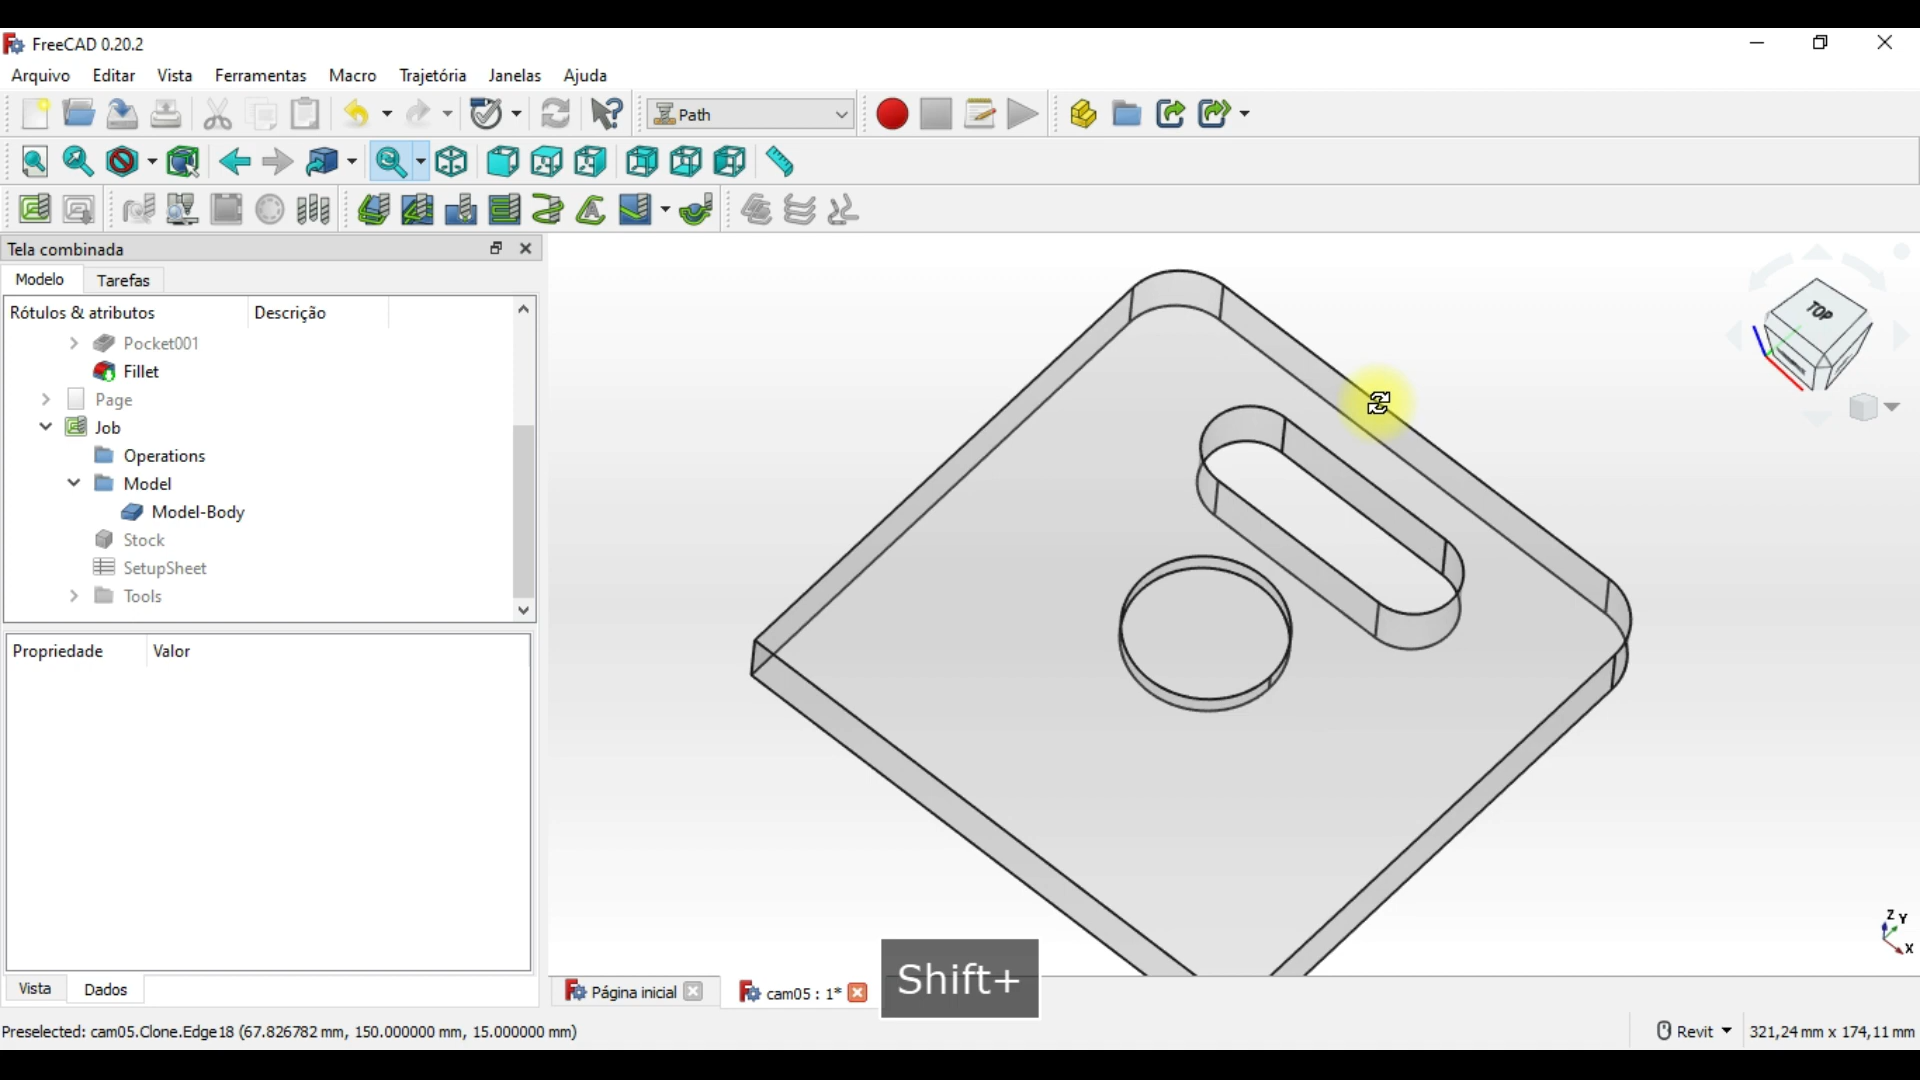 FreeCAD 0.20.2
Arquivo Editar Vista Ferramentas Macro Trajetória Janelas Ajuda
Path
Tela combinada
Modelo Tarefas
Rótulos & atributos Descrição
Pocket001
Fillet
Page
Job
Operations
Model
Model-Body
Stock
SetupSheet
Tools
Propriedade Valor
TOP
Z Y
X
Shift+
Vista Dados
Página inicial cam05 : 1*
Preselected: cam05.Clone.Edge18 (67.826782 mm, 150.000000 mm, 15.000000 mm)
Revit 321,24 mm x 174,11 mm